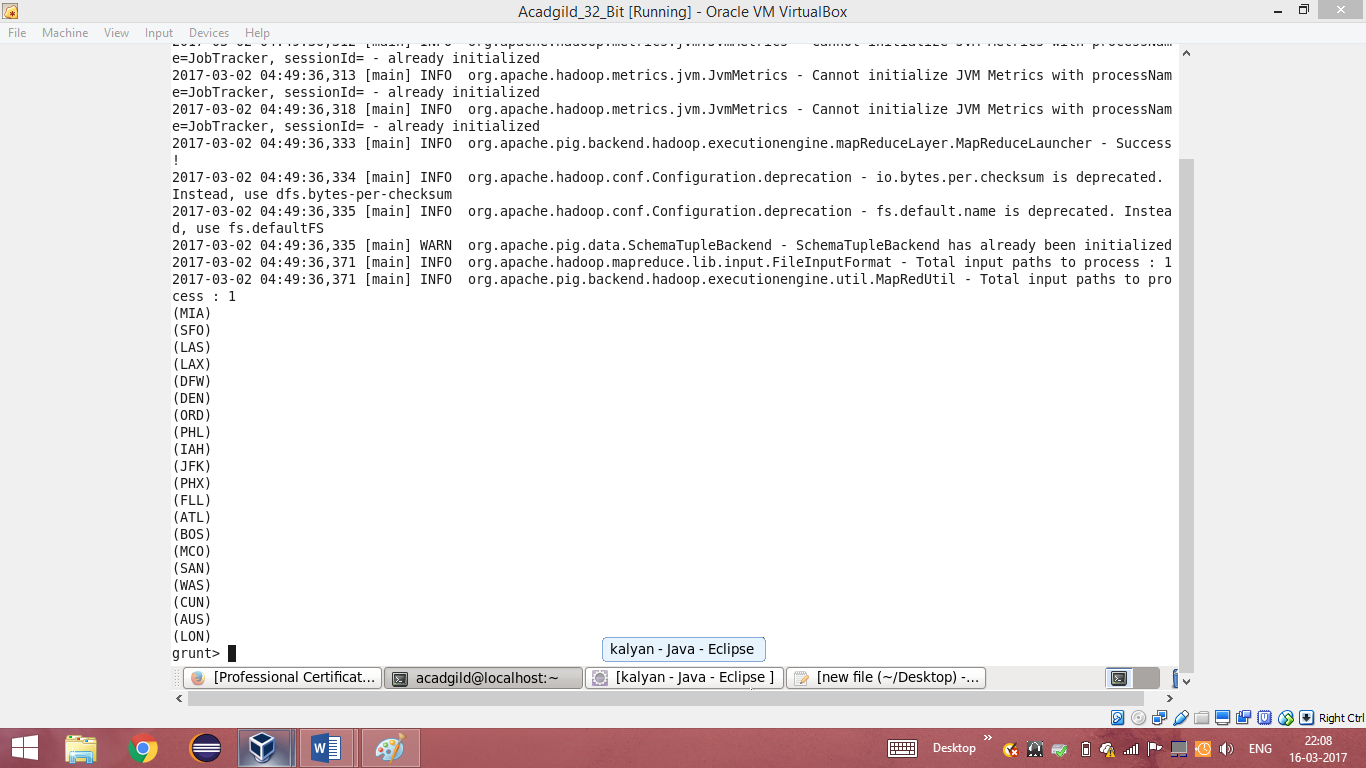 Acadgild_32_Bit [Running] - Oracle VM VirtualBox
File Machine View Input Devices Help
2017-03-02 04:49:36,312 [main] INFO org.apache.hadoop.metrics.jvm.JvmMetrics - Cannot initialize JVM Metrics with processNam
e=JobTracker, sessionId= - already initialized
2017-03-02 04:49:36,313 [main] INFO org.apache.hadoop.metrics.jvm.JvmMetrics - Cannot initialize JVM Metrics with processNam
e=JobTracker, sessionId= - already initialized
2017-03-02 04:49:36,318 [main] INFO org.apache.hadoop.metrics.jvm.JvmMetrics - Cannot initialize JVM Metrics with processNam
e=JobTracker, sessionId= - already initialized
2017-03-02 04:49:36,333 [main] INFO org.apache.pig.backend.hadoop.executionengine.mapReduceLayer.MapReduceLauncher - Success
!
2017-03-02 04:49:36,334 [main] INFO org.apache.hadoop.conf.Configuration.deprecation - io.bytes.per.checksum is deprecated.
Instead, use dfs.bytes-per-checksum
2017-03-02 04:49:36,335 [main] INFO org.apache.hadoop.conf.Configuration.deprecation - fs.default.name is deprecated. Instea
d, use fs.defaultFS
2017-03-02 04:49:36,335 [main] WARN org.apache.pig.data.SchemaTupleBackend - SchemaTupleBackend has already been initialized
2017-03-02 04:49:36,371 [main] INFO org.apache.hadoop.mapreduce.lib.input.FileInputFormat - Total input paths to process : 1
2017-03-02 04:49:36,371 [main] INFO org.apache.pig.backend.hadoop.executionengine.util.MapRedUtil - Total input paths to pro
cess : 1
(MIA)
(SFO)
(LAS)
(LAX)
(DFW)
(DEN)
(ORD)
(PHL)
(IAH)
(JFK)
(PHX)
(FLL)
(ATL)
(BOS)
(MCO)
(SAN)
(WAS)
(CUN)
(AUS)
(LON)
grunt>
kalyan - Java - Eclipse
[Professional Certificat... acadgild@localhost:~ [kalyan - Java - Eclipse ] [new file (~/Desktop) -...
Right Ctrl
Desktop ENG 22:08
16-03-2017